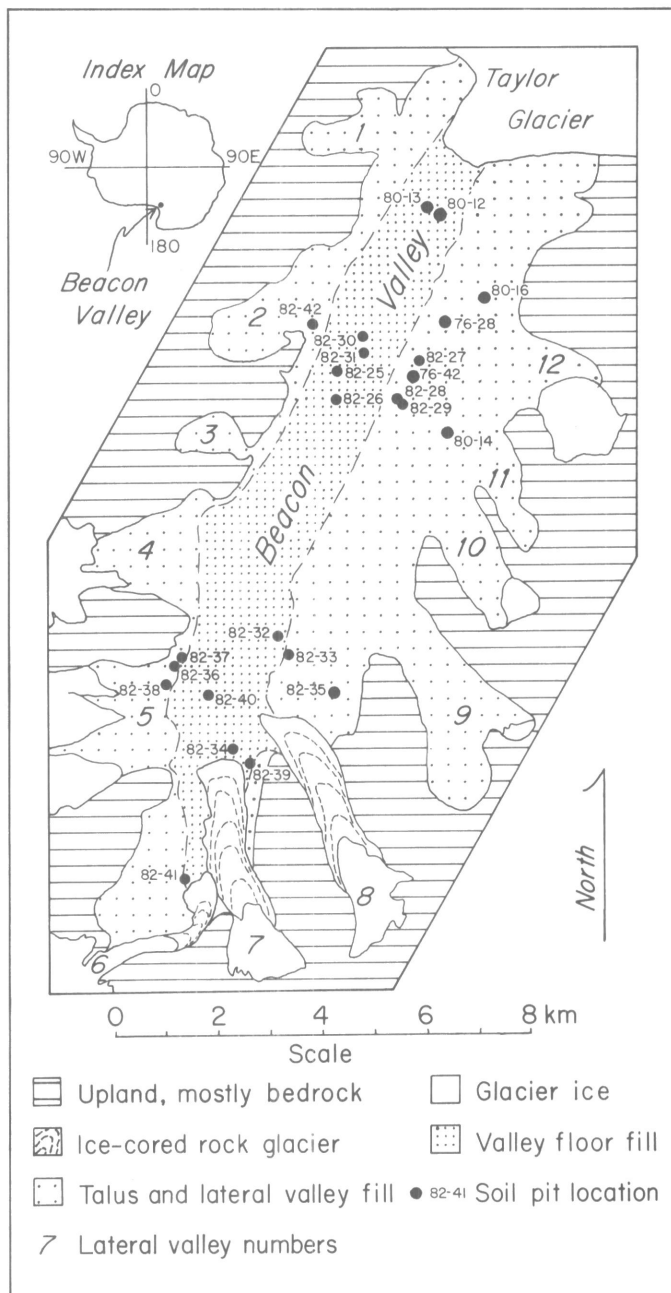 Index Map
0
90W
90E
180
Beacon
Valley
Taylor
Glacier
1
80-13
80-12
Valley
80-16
2
82-42
76-28
82-30
82-31
82-27
12
82-25
76-42
82-28
82-26
82-29
3
80-14
11
Beacon
4
10
82-32
82-37
82-33
82-36
82-38
82-40
82-35
5
9
82-34
82-39
82-41
8
North
7
6
0 2 4 6 8 km
Scale
Upland, mostly bedrock
Glacier ice
Ice-cored rock glacier
Valley floor fill
Talus and lateral valley fill
82-41 Soil pit location
7 Lateral valley numbers